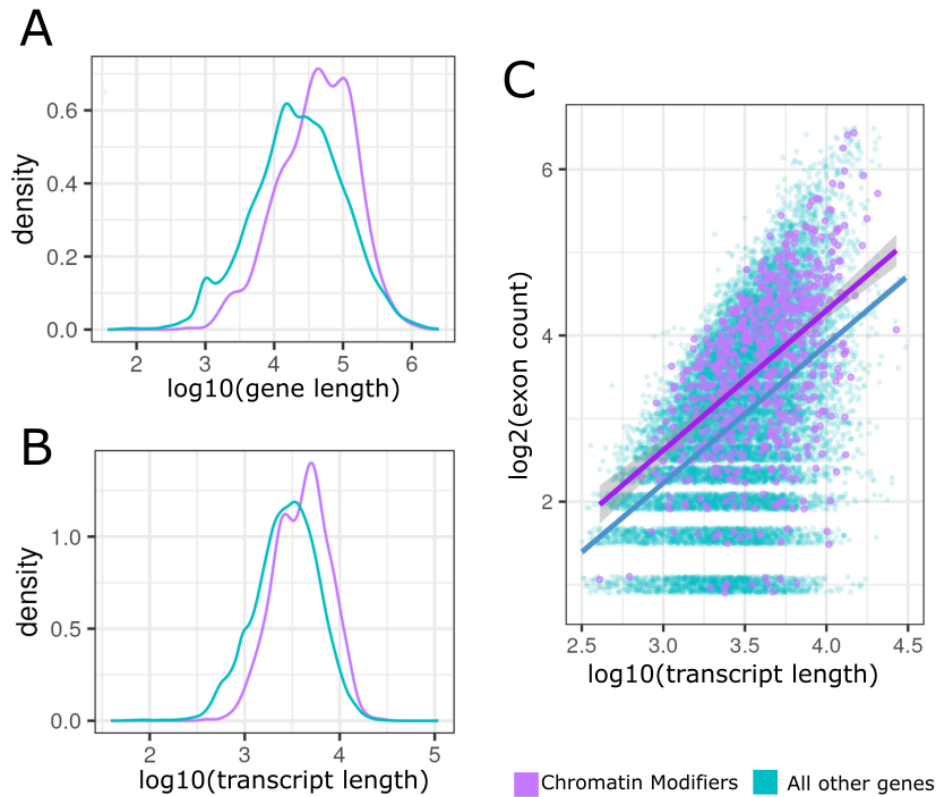 A
density
0.6
0.4
0.2
0.0
2 3 4 5 6
log10(gene length)
B
density
1.0
0.5
0.0
2 3 4 5
log10(transcript length)
C
log2(exon count)
6
4
2
2.5 3.0 3.5 4.0 4.5
log10(transcript length)
Chromatin Modifiers All other genes